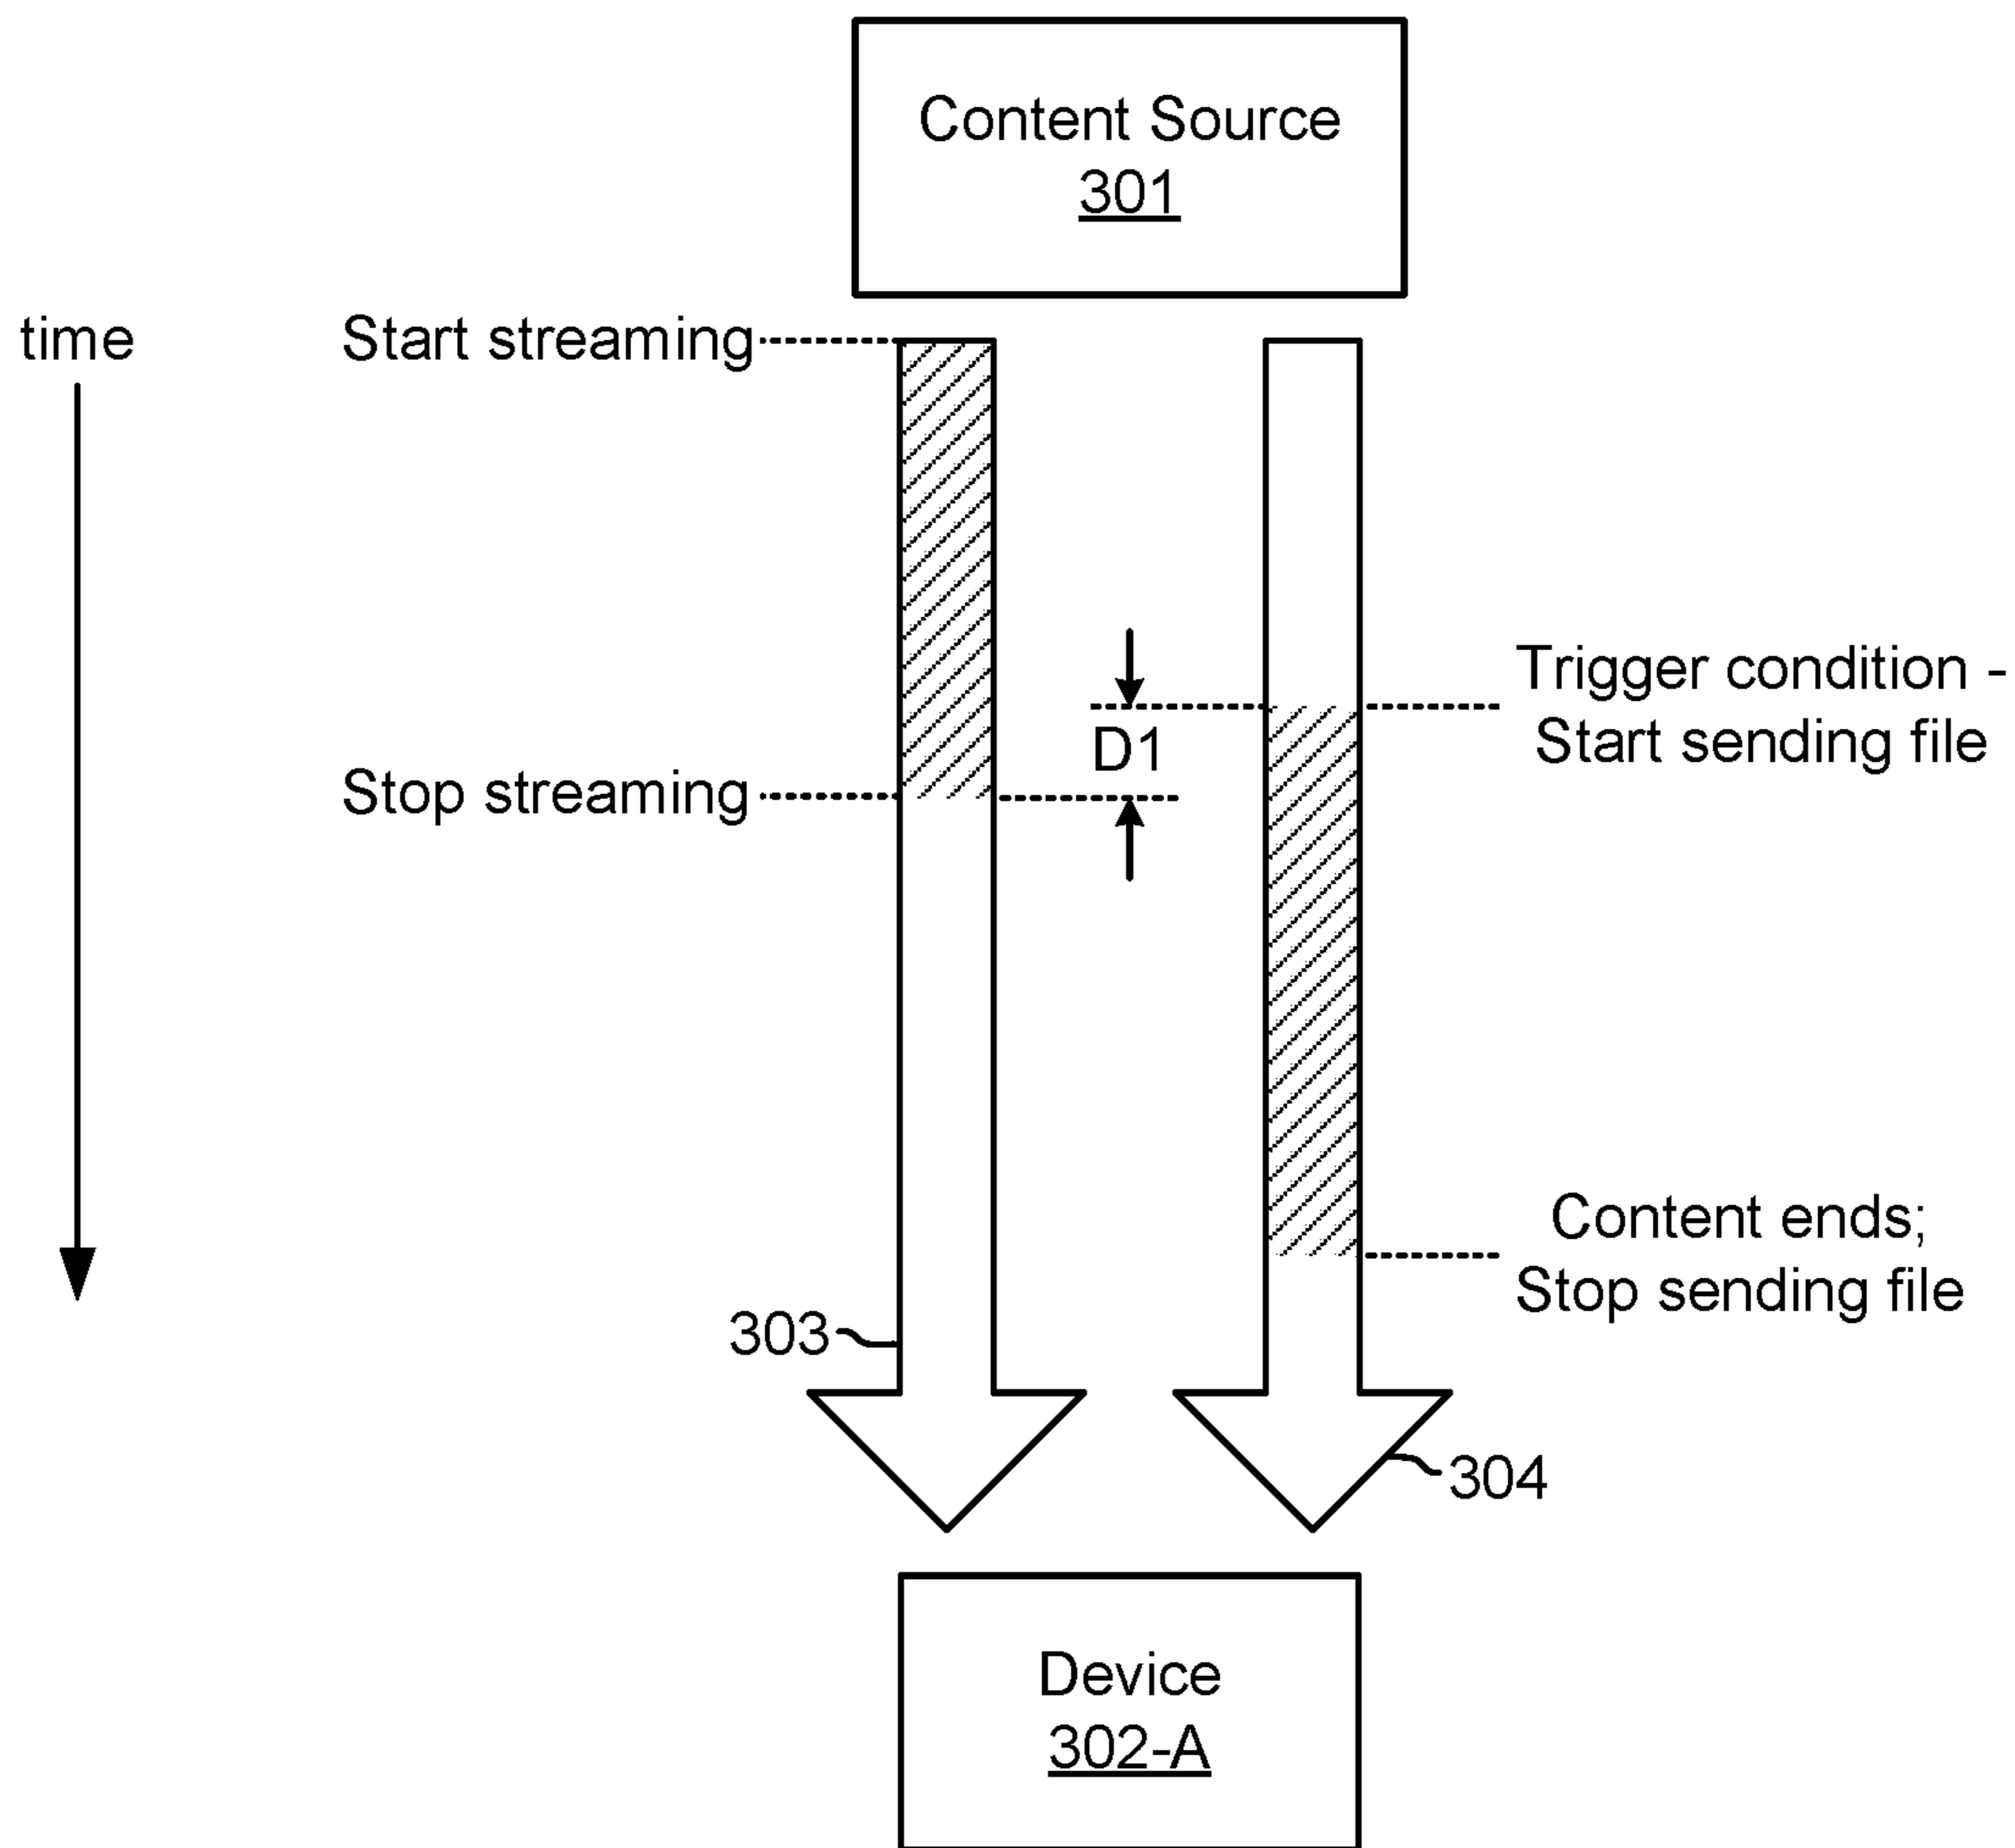 Content Source
301
time
Start streaming
Trigger condition -
Start sending file
D1
Stop streaming
Content ends;
Stop sending file
303
304
Device
302-A